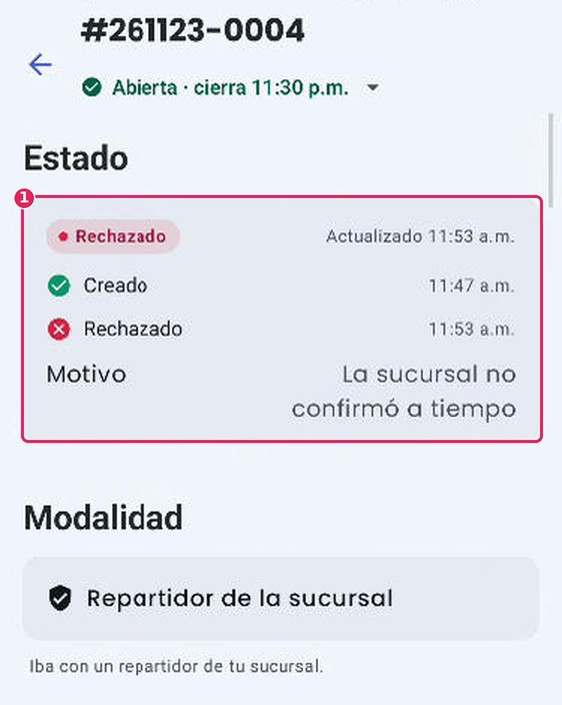 #261123-0004
Abierta · cierra 11:30 p.m.
Estado
1
Rechazado
Actualizado 11:53 a.m.
Creado
11:47 a.m.
Rechazado
11:53 a.m.
Motivo
La sucursal no
confirmó a tiempo
Modalidad
Repartidor de la sucursal
Iba con un repartidor de tu sucursal.